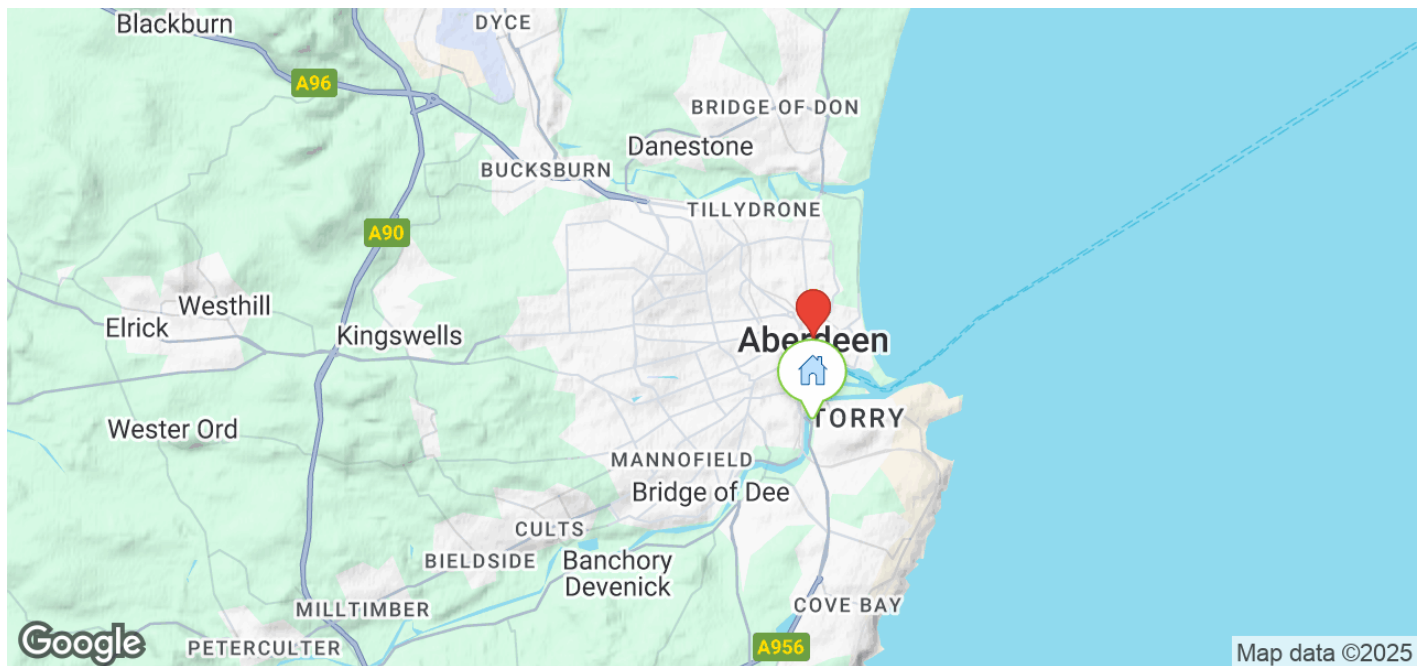 Blackburn
DYCE
A96
BRIDGE OF DON
Danestone
BUCKSBURN
TILLYDRONE
A90
Westhill
Elrick
Kingswells
Aberdeen
TORRY
Wester Ord
MANNOFIELD
Bridge of Dee
CULTS
BIELDSIDE
Banchory
Devenick
MILLTIMBER
COVE BAY
PETERCULTER
A956
Google
Map data ©2025